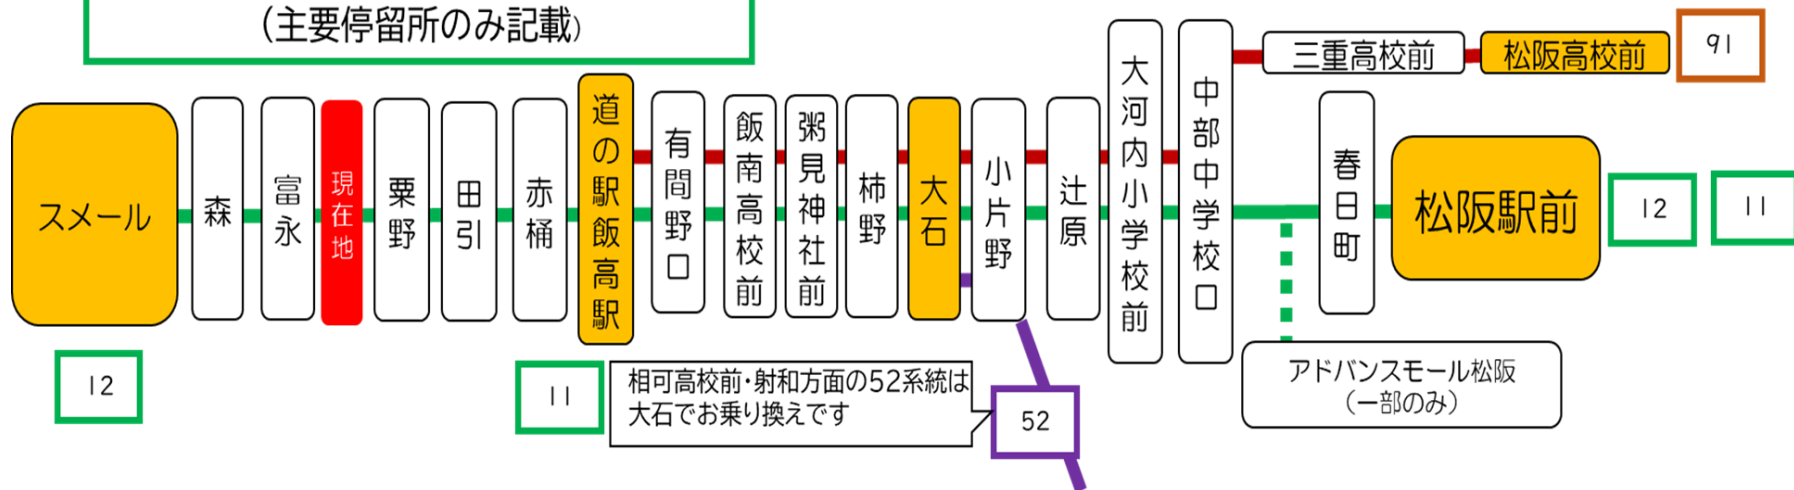 （主要停留所のみ記載）
スメール
森
富永
現在地
粟野
田引
赤桶
道の駅飯高駅
有間野口
飯南高校前
粥見神社前
柿野
大石
小片野
辻原
大河内小学校前
中部中学校口
三重高校前
松阪高校前
91
春日町
松阪駅前
12
11
12
11
相可高校前・射和方面の52系統は
大石でお乗り換えです
52
アドバンスモール松阪
（一部のみ）